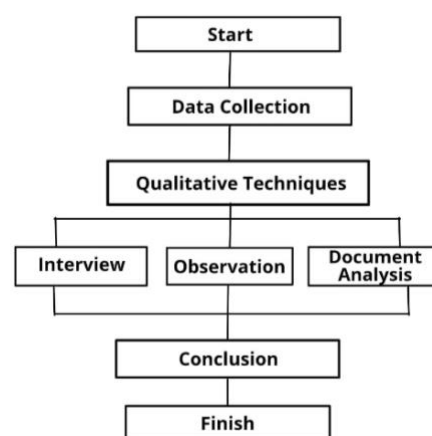 Start
Data Collection
Qualitative Techniques
Interview
Observation
Document
Analysis
Conclusion
Finish